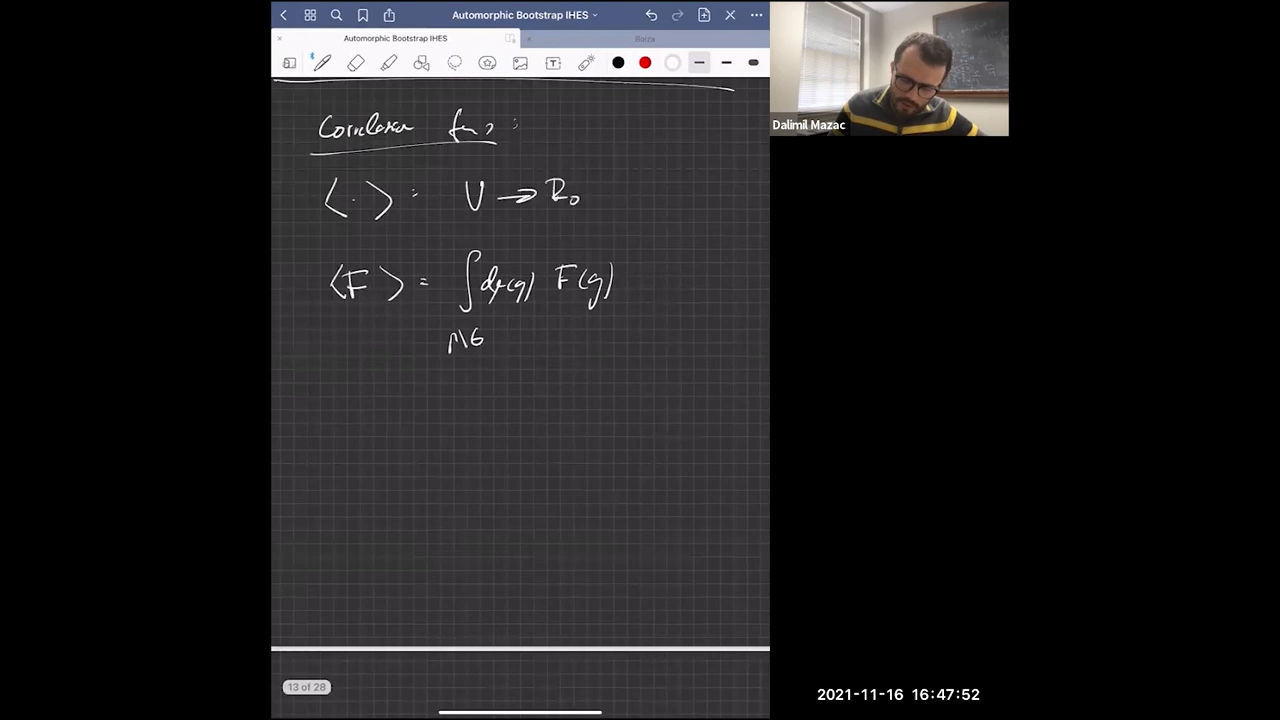 Automorphic Bootstrap IHES
Automorphic Bootstrap IHES
T
Dalimil Mazac
Correlation fns:
⟨·⟩: V → R₀
⟨F⟩ = ∫ dμ(g) F(g)
Γ\G
13 of 28
2021-11-16 16:47:52